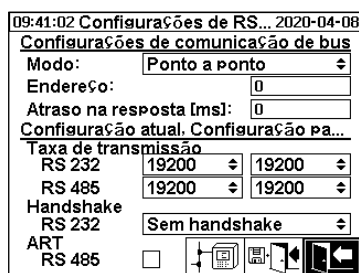 09:41:02 Configurações de RS... 2020-04-08
Configurações de comunicação de bus
Modo: Ponto a ponto
Endereço: 0
Atraso na resposta [ms]: 0
Configuração atual, Configuração pa...
Taxa de transmissão
RS 232 19200 19200
RS 485 19200 19200
Handshake
RS 232 Sem handshake
ART
RS 485